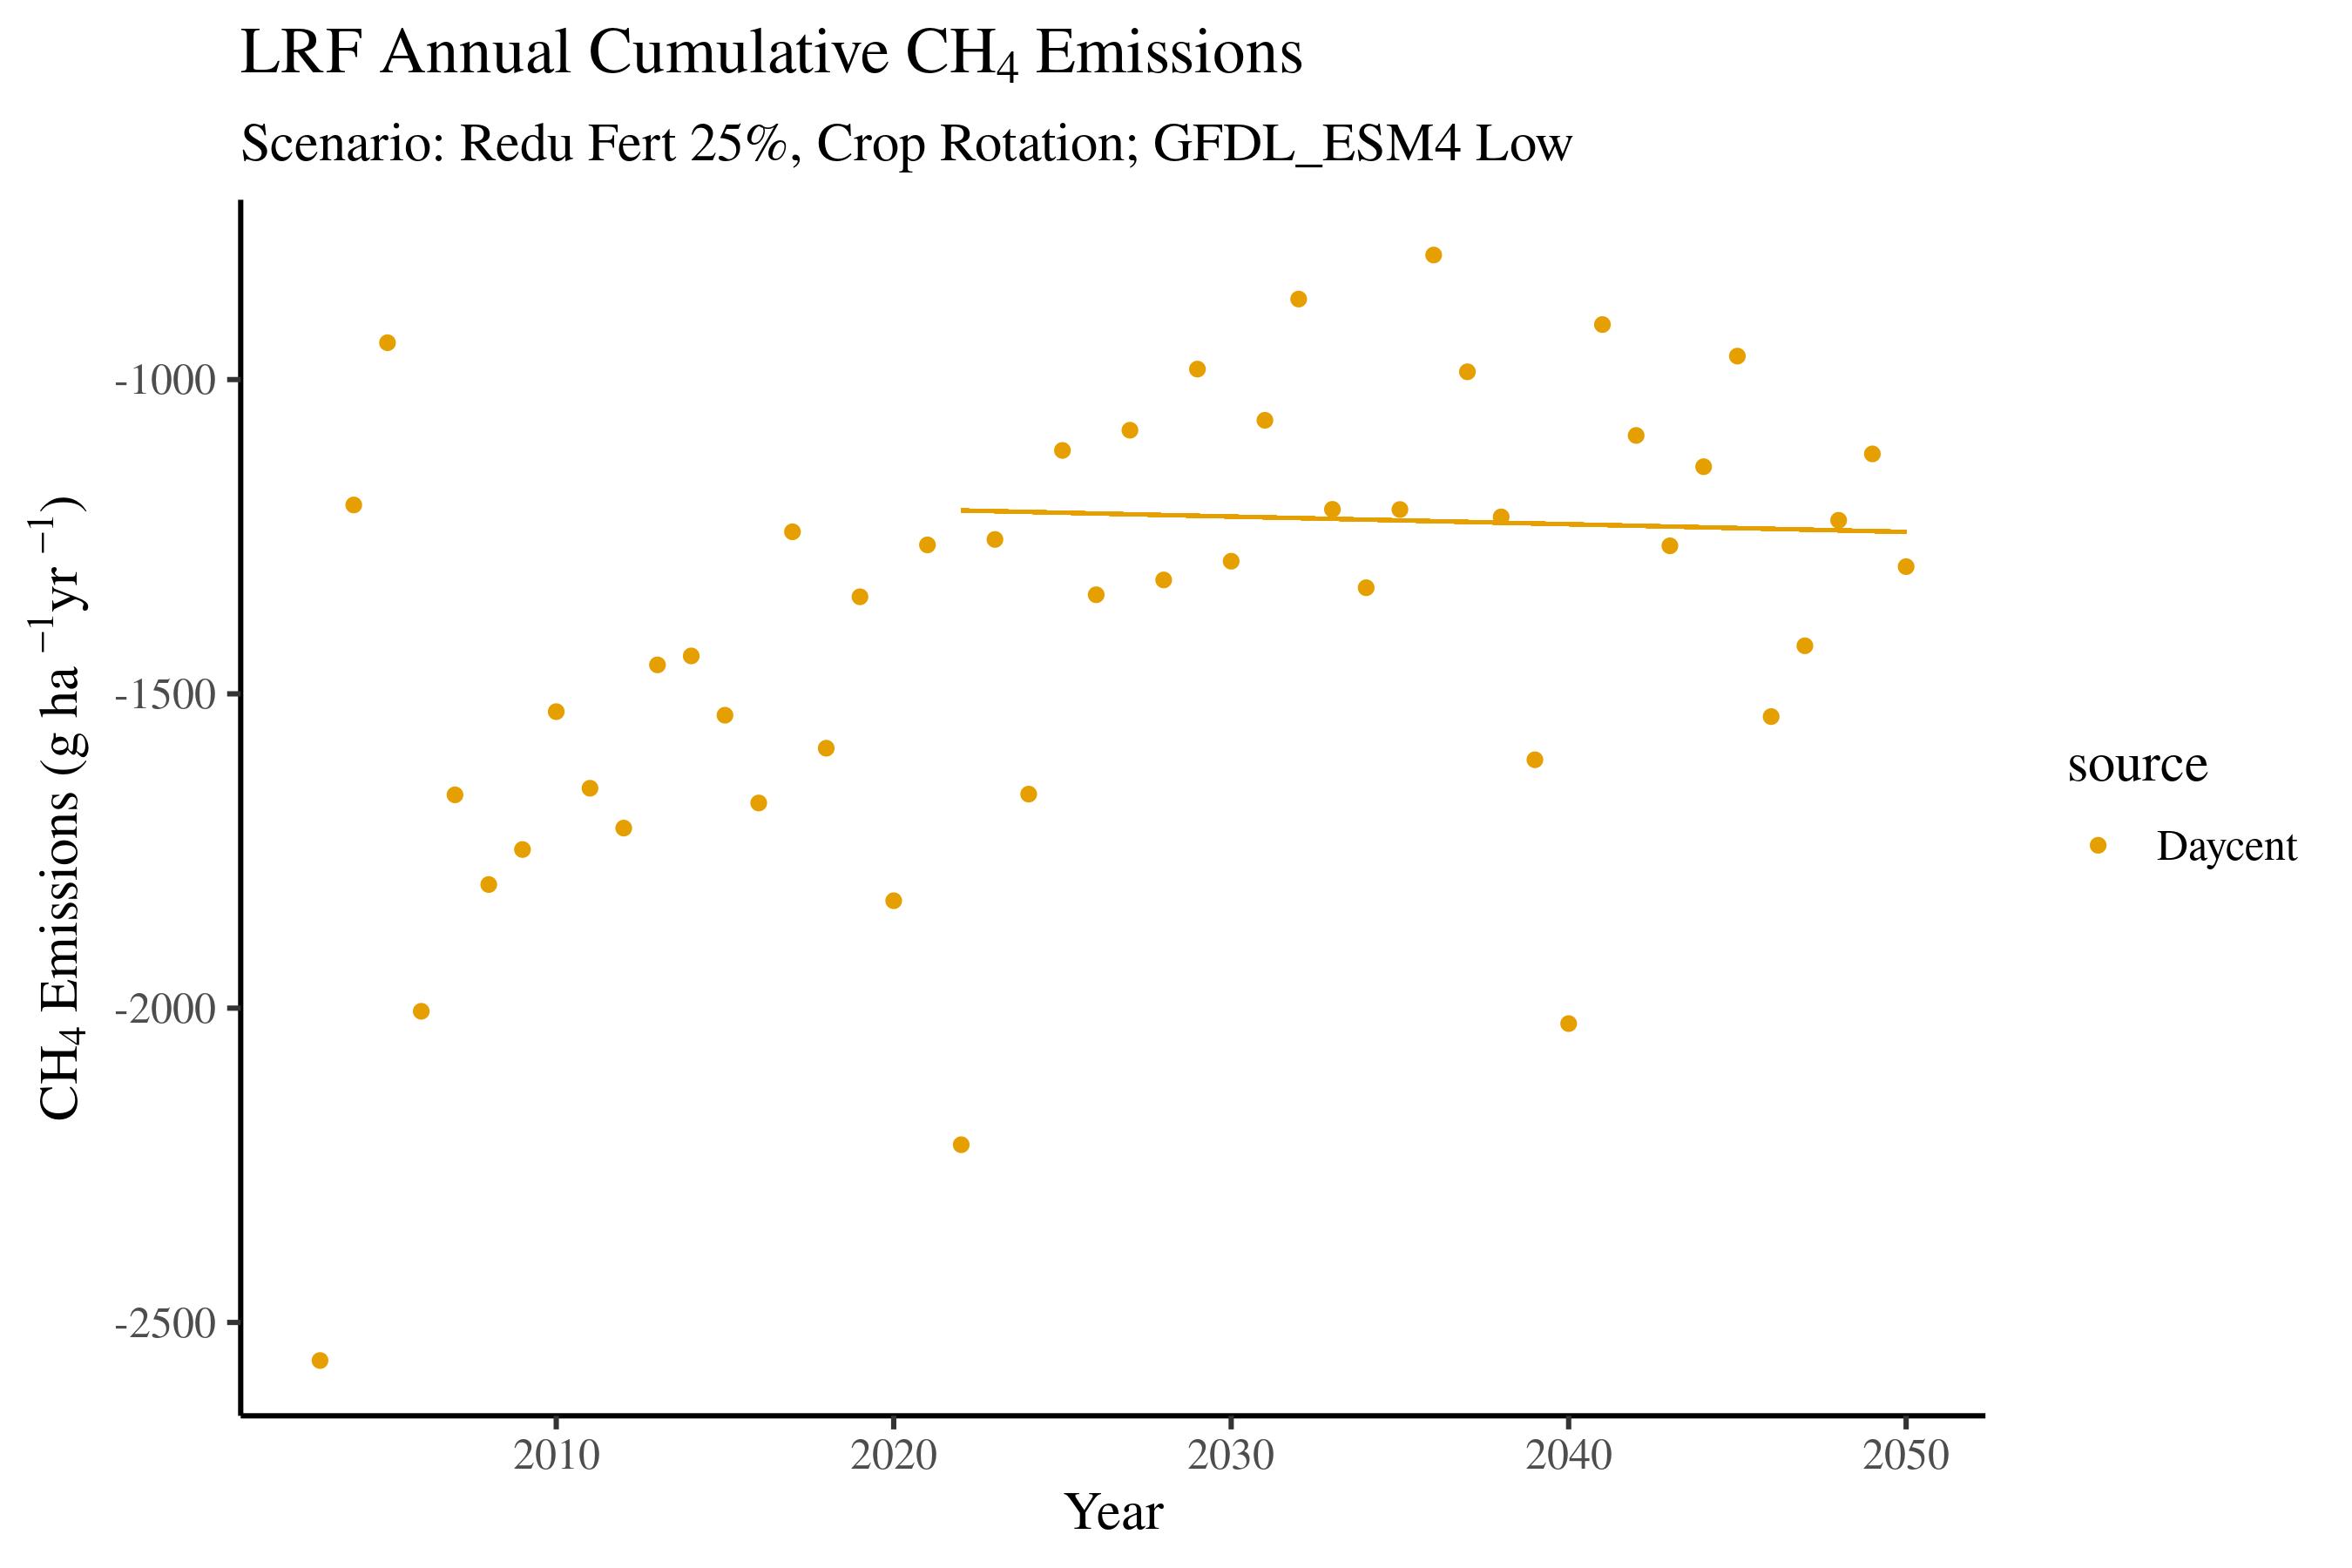 LRF Annual Cumulative CH₄ Emissions
Scenario: Redu Fert 25%, Crop Rotation; GFDL_ESM4 Low
CH₄ Emissions (g ha⁻¹yr⁻¹)
-1000
-1500
-2000
-2500
2010 2020 2030 2040 2050
Year
source
Daycent